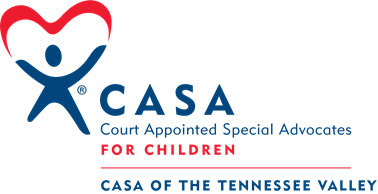 ® CASA
Court Appointed Special Advocates
FOR CHILDREN
CASA OF THE TENNESSEE VALLEY